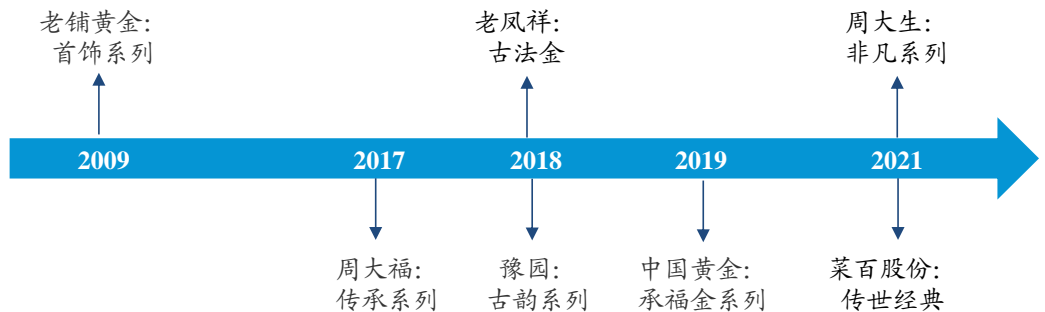 老铺黄金:
首饰系列
老凤祥:
古法金
周大生:
非凡系列
2009
2017
2018
2019
2021
周大福:
传承系列
豫园:
古韵系列
中国黄金:
承福金系列
菜百股份:
传世经典